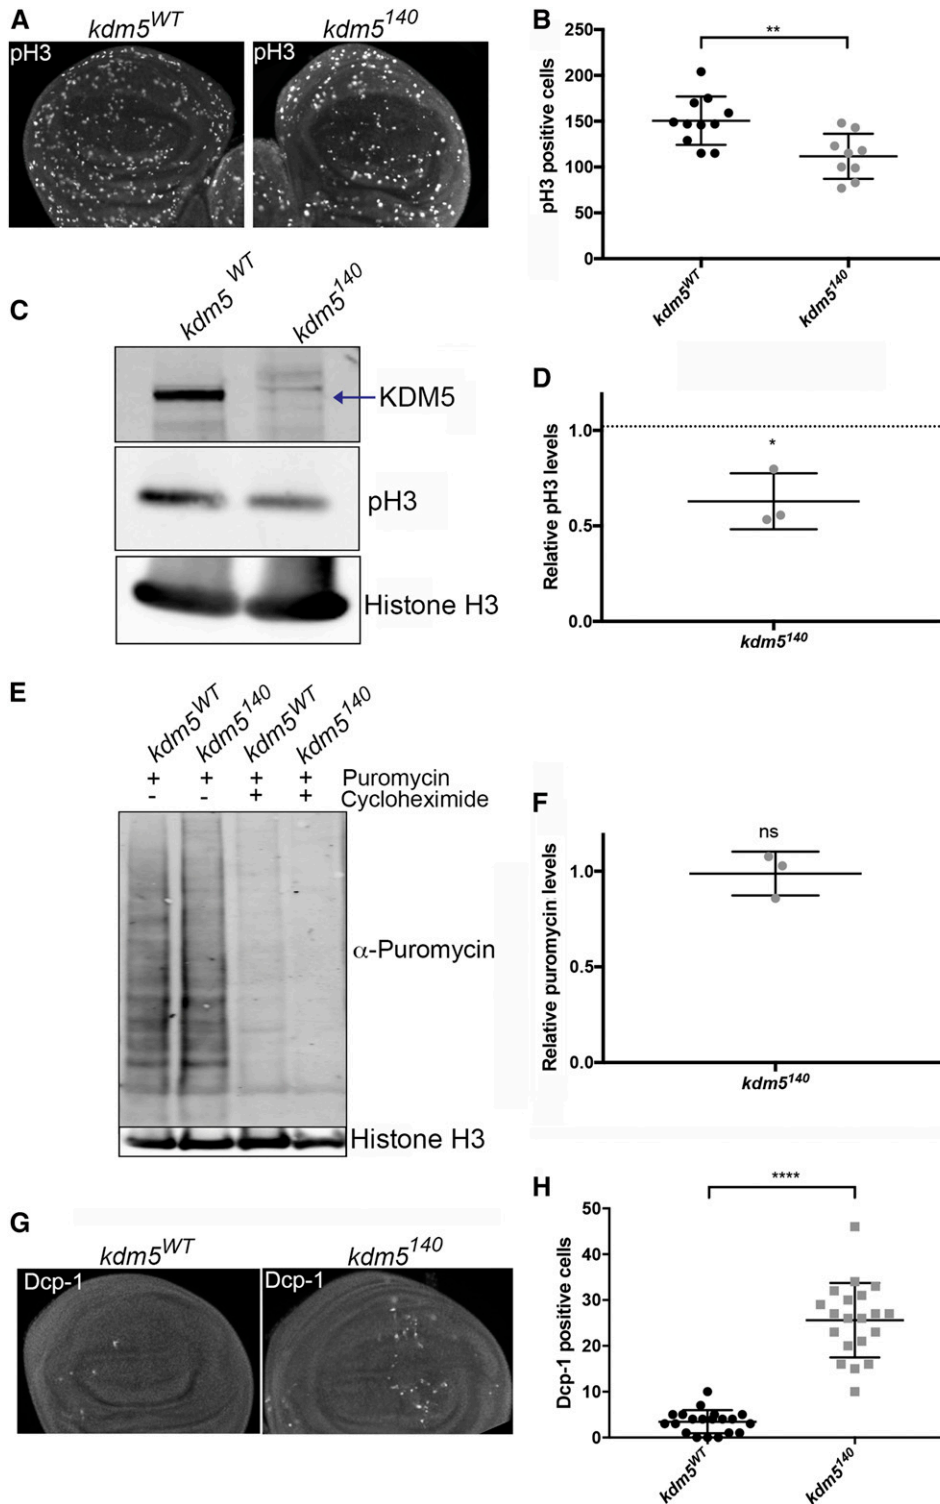 A
kdm5WT
kdm5140
pH3
pH3
B
250
200
150
100
50
0
pH3 positive cells
**
kdm5WT
kdm5140
C
kdm5 WT
kdm5140
KDM5
pH3
Histone H3
D
1.0
0.5
0.0
Relative pH3 levels
*
kdm5140
E
kdm5WT
kdm5140
kdm5WT
kdm5140
+ + + + Puromycin
- - + + Cycloheximide
α-Puromycin
Histone H3
F
1.0
0.5
0.0
Relative puromycin levels
ns
kdm5140
G
kdm5WT
kdm5140
Dcp-1
Dcp-1
H
50
40
30
20
10
0
Dcp-1 positive cells
****
kdm5WT
kdm5140